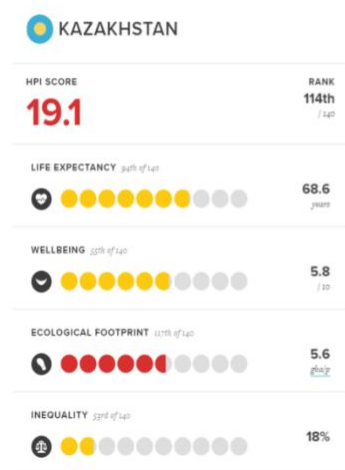 KAZAKHSTAN
HPI SCORE
RANK
19.1
114th
/ 140
LIFE EXPECTANCY 94th of 140
68.6
years
WELLBEING 55th of 140
5.8
/ 10
ECOLOGICAL FOOTPRINT 117th of 140
5.6
gha/p
INEQUALITY 53rd of 140
18%